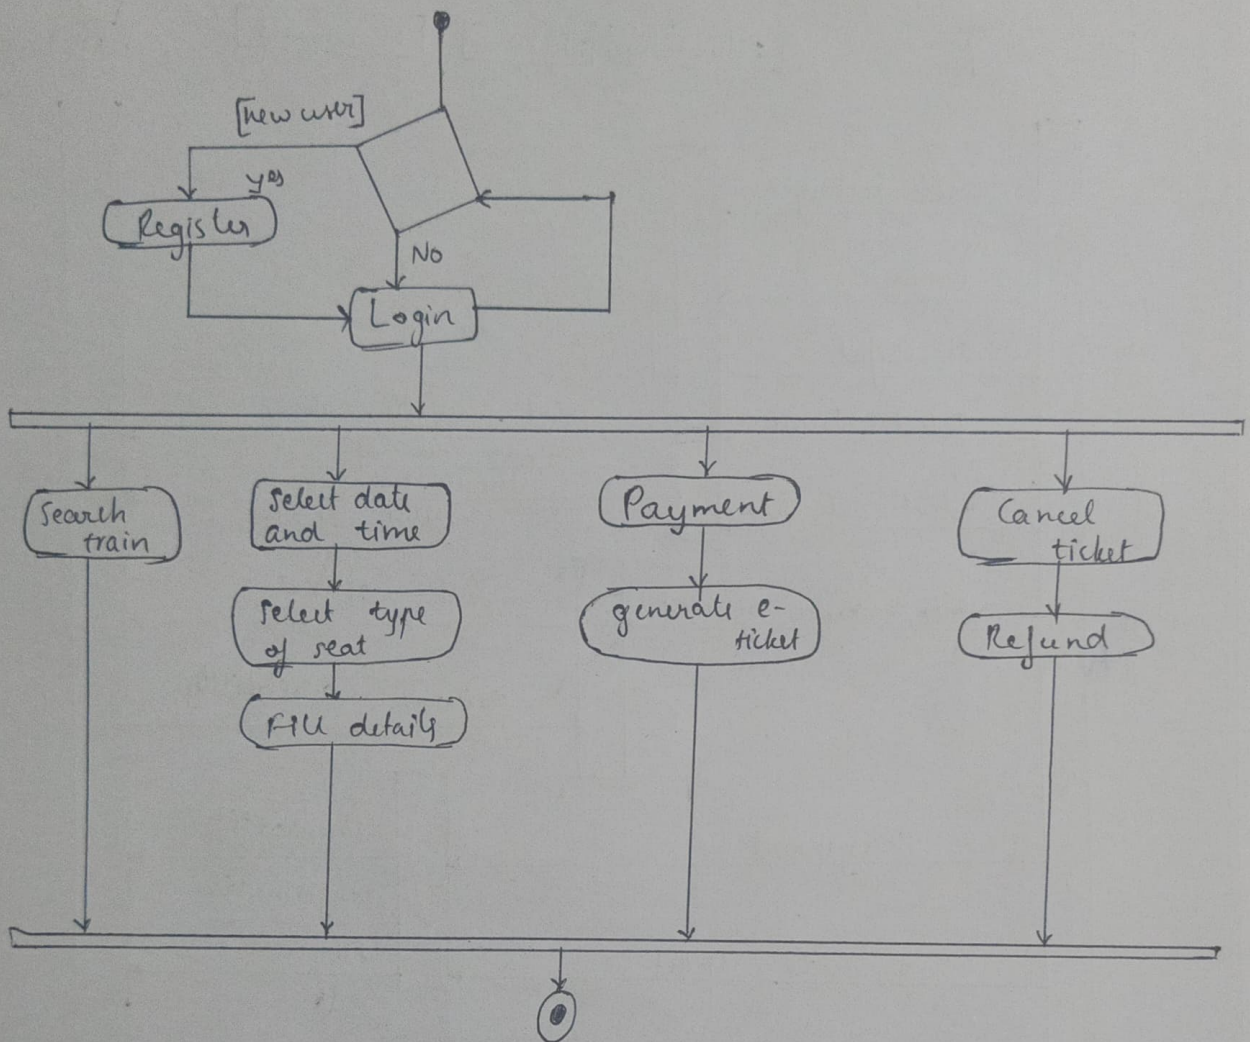 [new user]
yes
Register
No
Login
Search
train
Select date
and time
Select type
of seat
Fill details
Payment
generate e-
ticket
Cancel
ticket
Refund